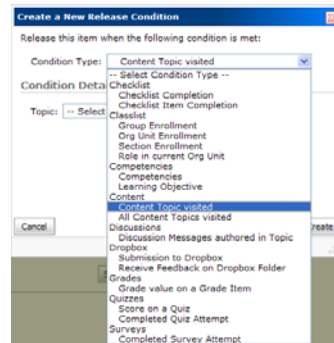 Create a New Release Condition
Release this item when the following condition is met:
Condition Type: Content Topic visited
-- Select Condition Type --
Condition Deta
Checklist
Checklist Completion
Checklist Item Completion
Topic: -- Select
Classlist
Group Enrollment
Org Unit Enrollment
Section Enrollment
Role in current Org Unit
Competencies
Competencies
Learning Objective
Content
Content Topic visited
All Content Topics visited
Cancel
reate
Discussions
Discussion Messages authored in Topic
Dropbox
Submission to Dropbox
Receive Feedback on Dropbox Folder
Grades
Grade value on a Grade Item
Quizzes
Score on a Quiz
Completed Quiz Attempt
Surveys
Completed Survey Attempt